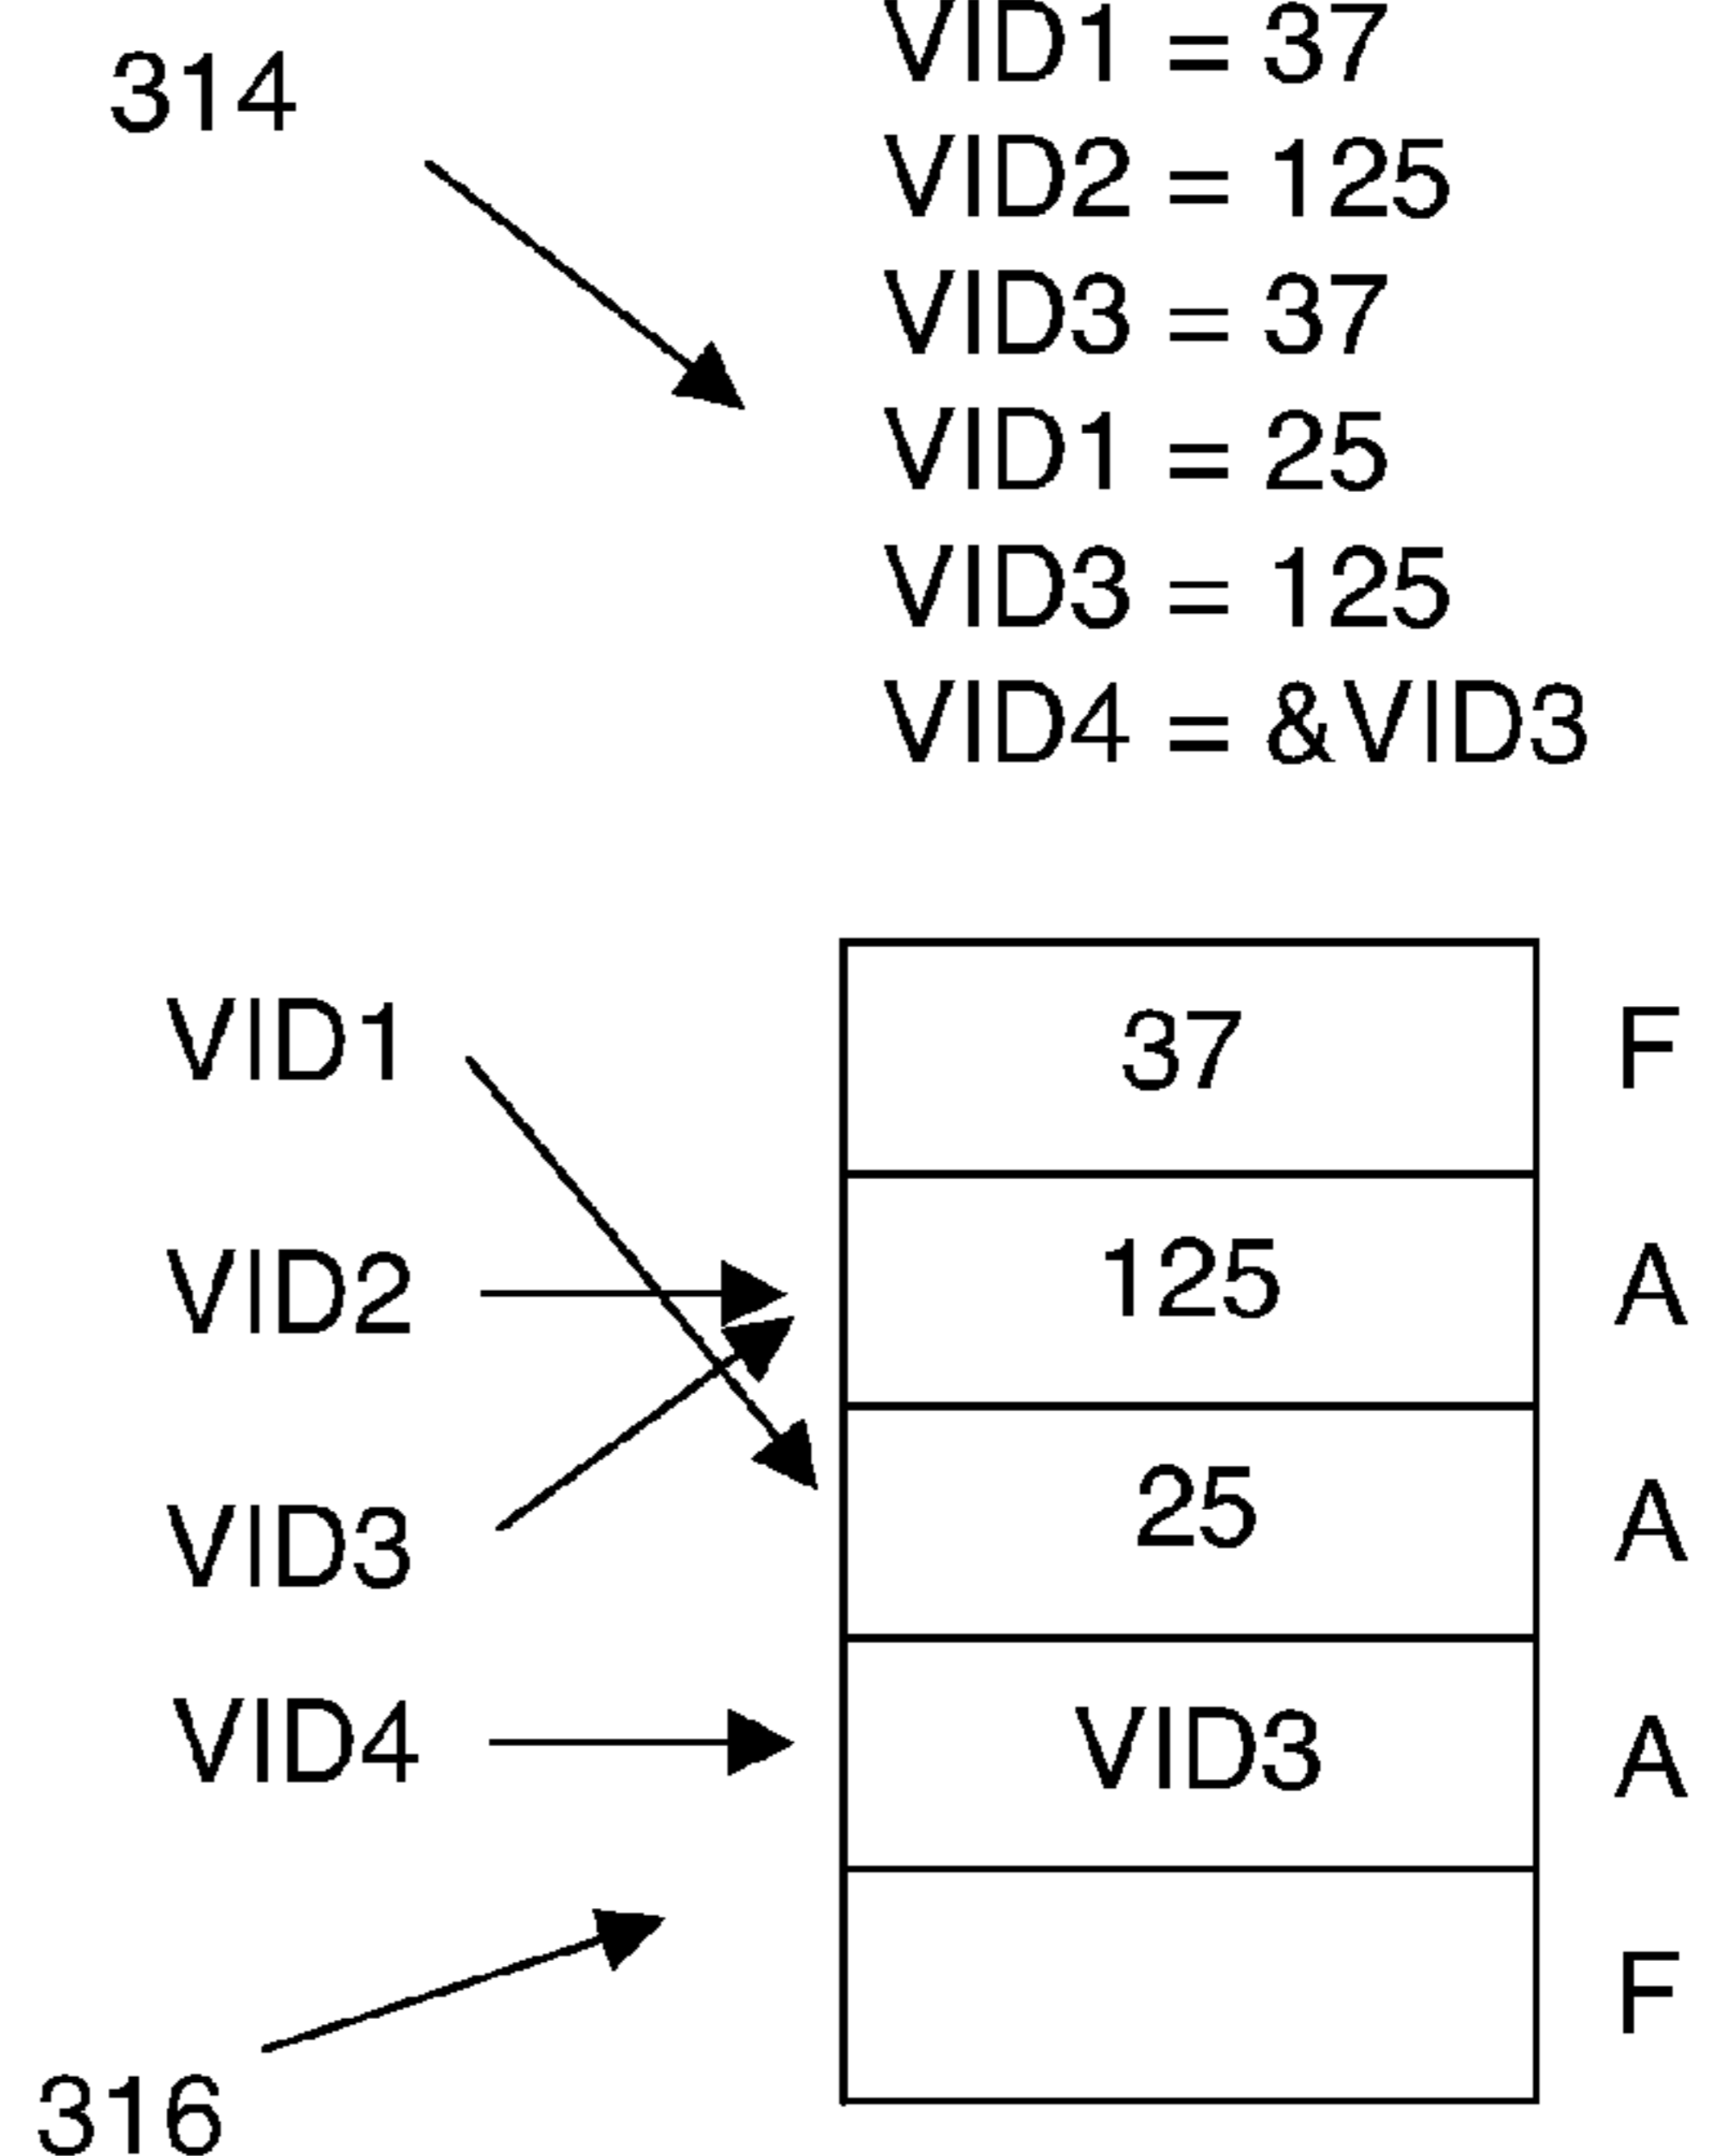 314
VID1 = 37
VID2 = 125
VID3 = 37
VID1 = 25
VID3 = 125
VID4 = &VID3
VID1 37 F
VID2 125 A
VID3 25 A
VID4 VID3 A
F
316